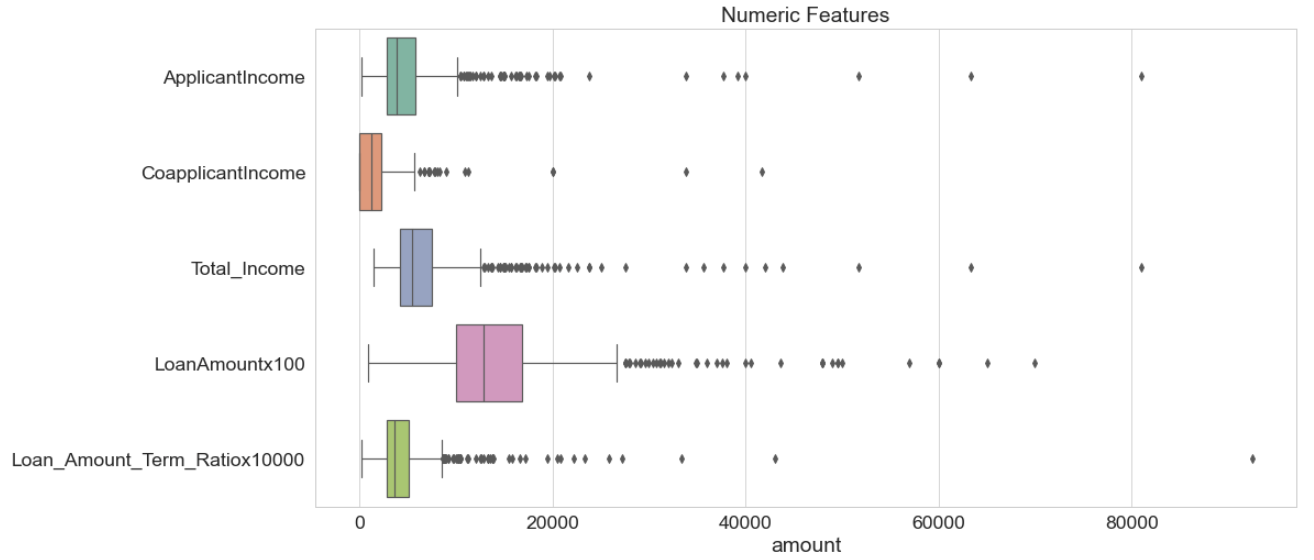 Numeric Features
ApplicantIncome
CoapplicantIncome
Total_Income
LoanAmountx100
Loan_Amount_Term_Ratiox10000
0 20000 40000 60000 80000
amount